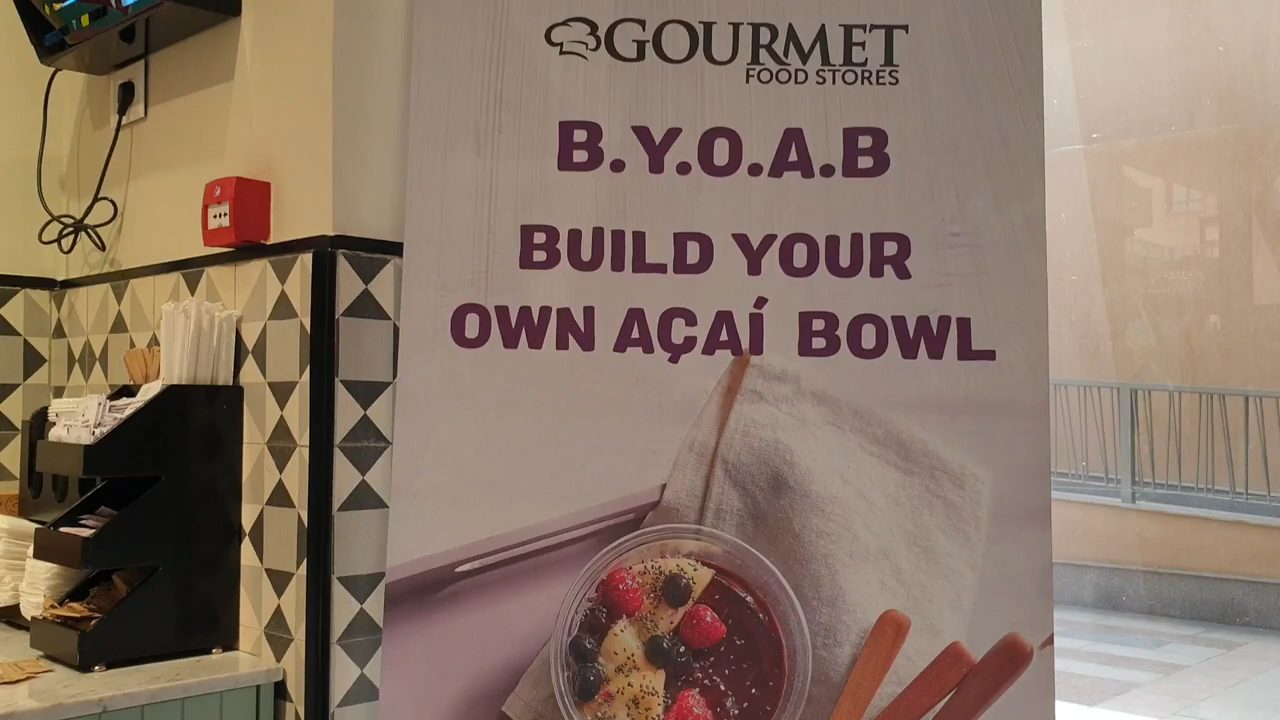 GOURMET
FOOD STORES
B.Y.O.A.B
BUILD YOUR
OWN AÇAÍ BOWL